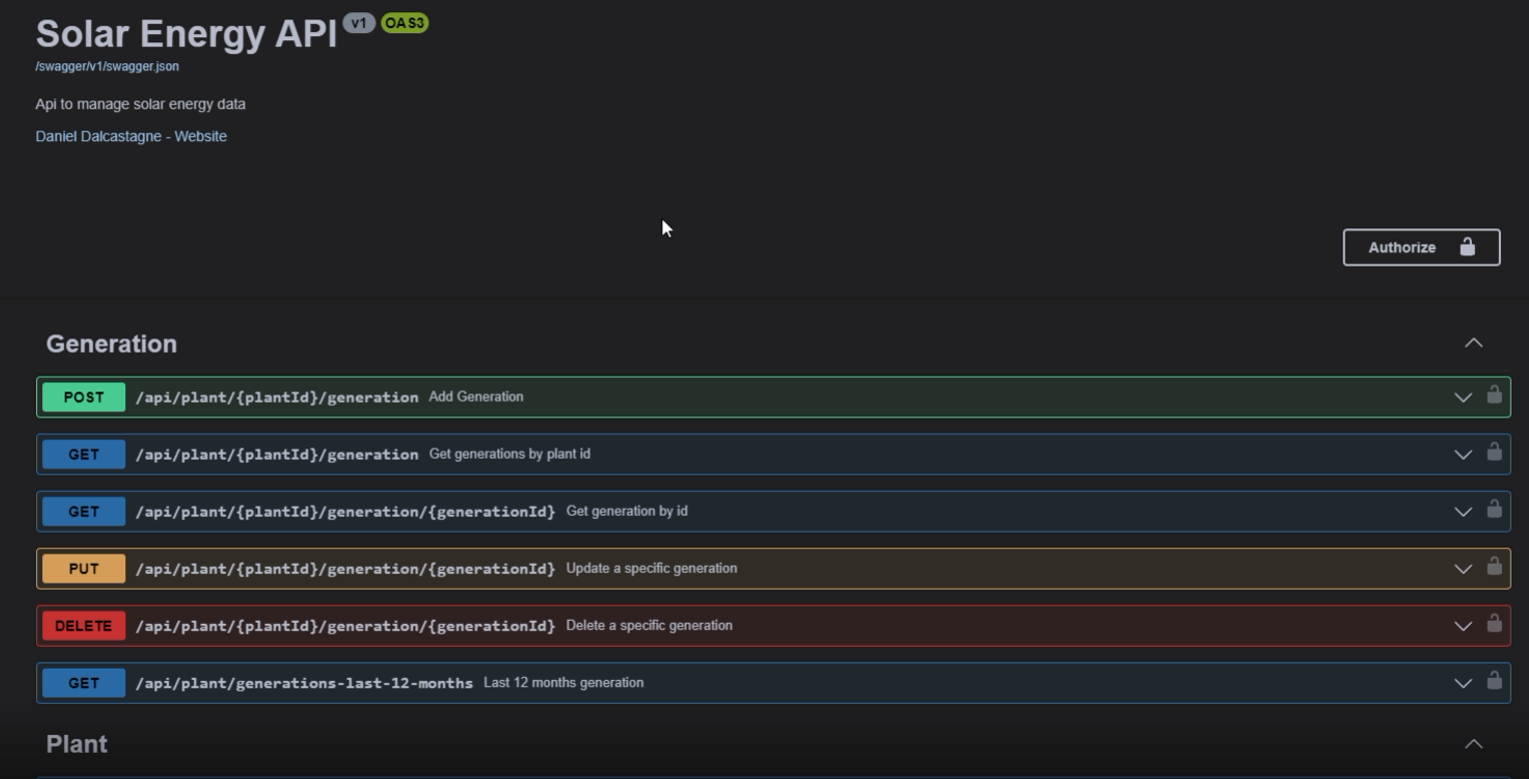 Solar Energy API v1 OAS3
/swagger/v1/swagger.json
Api to manage solar energy data
Daniel Dalcastagne - Website
Authorize
Generation
POST /api/plant/{plantId}/generation Add Generation
GET /api/plant/{plantId}/generation Get generations by plant id
GET /api/plant/{plantId}/generation/{generationId} Get generation by id
PUT /api/plant/{plantId}/generation/{generationId} Update a specific generation
DELETE /api/plant/{plantId}/generation/{generationId} Delete a specific generation
GET /api/plant/generations-last-12-months Last 12 months generation
Plant